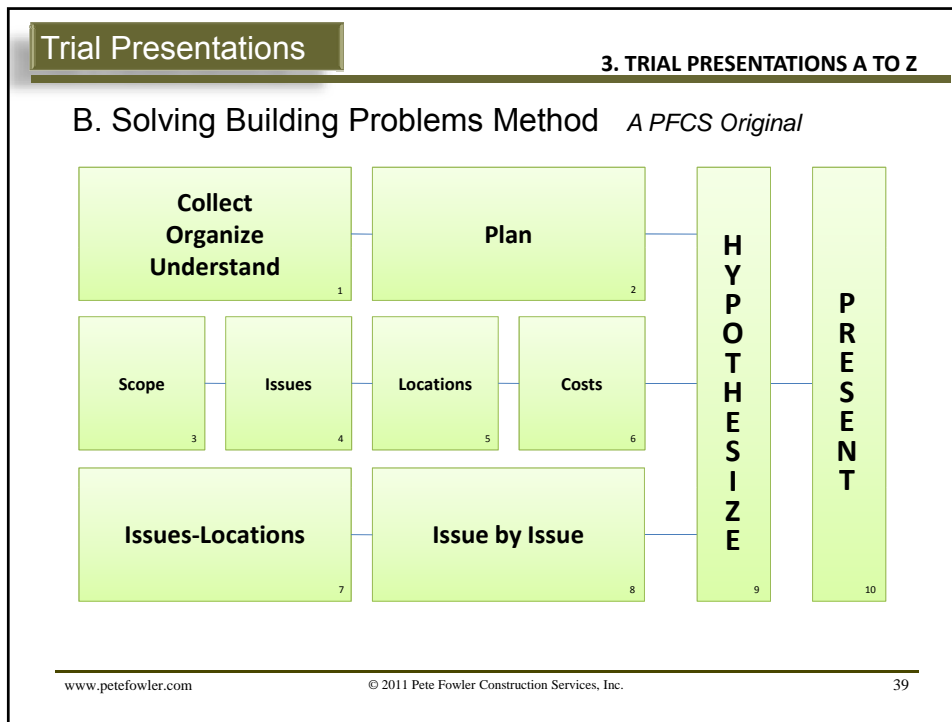 Trial Presentations
3. TRIAL PRESENTATIONS A TO Z
B. Solving Building Problems Method A PFCS Original
Collect
Organize
Understand
1
Plan
2
Scope
3
Issues
4
Locations
5
Costs
6
Issues-Locations
7
Issue by Issue
8
HYPOTHESIZE
9
PRESENT
10
www.petefowler.com © 2011 Pete Fowler Construction Services, Inc. 39